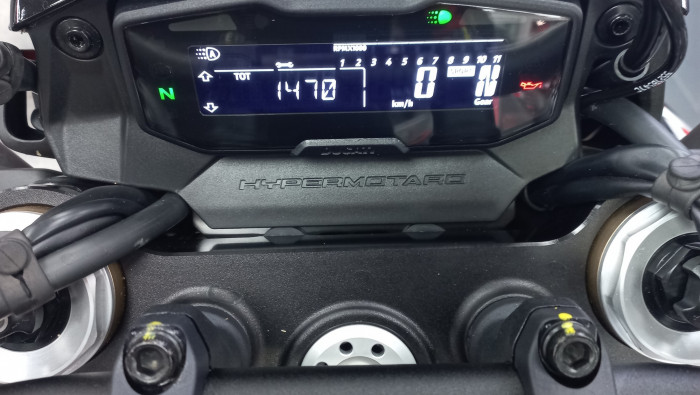 RPMX1000
1 2 3 4 5 6 7 8 9 10 11
A
TOT
1470
km/h
0
SPORT
N
Gear
N
DUCATI
HYPERMOTARD